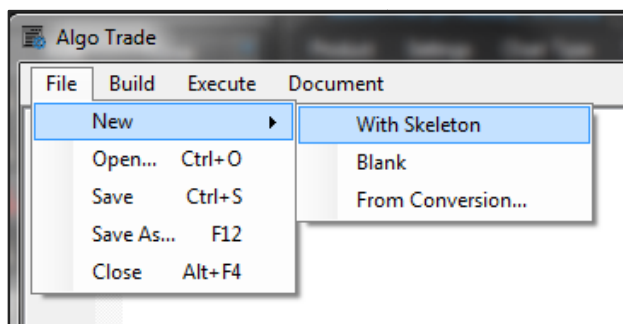 Algo Trade
File Build Execute Document
New With Skeleton
Open... Ctrl+O Blank
Save Ctrl+S From Conversion...
Save As... F12
Close Alt+F4